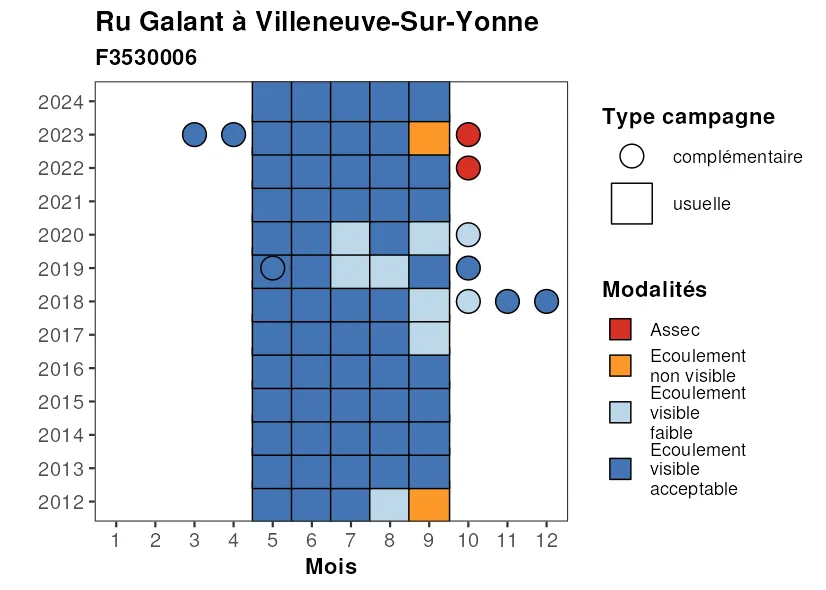 Ru Galant à Villeneuve-Sur-Yonne
F3530006
2024
2023
2022
2021
2020
2019
2018
2017
2016
2015
2014
2013
2012
1 2 3 4 5 6 7 8 9 10 11 12
Mois
Type campagne
complémentaire
usuelle
Modalités
Assec
Ecoulement
non visible
Ecoulement
visible
faible
Ecoulement
visible
acceptable